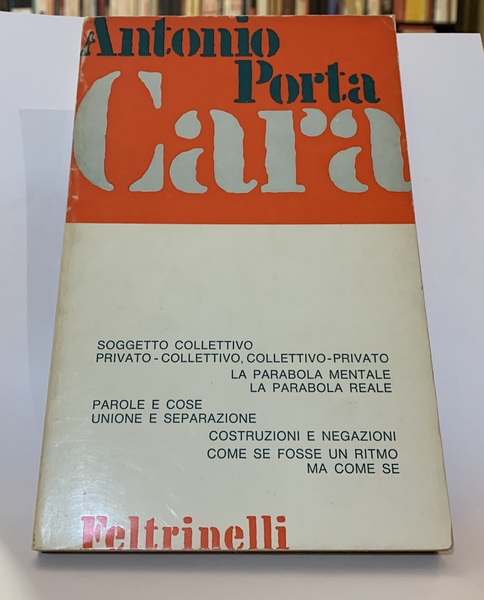 Antonio
Porta
Cara
SOGGETTO COLLETTIVO
PRIVATO - COLLETTIVO, COLLETTIVO - PRIVATO
LA PARABOLA MENTALE
LA PARABOLA REALE
PAROLE E COSE
UNIONE E SEPARAZIONE
COSTRUZIONI E NEGAZIONI
COME SE FOSSE UN RITMO
MA COME SE
Feltrinelli